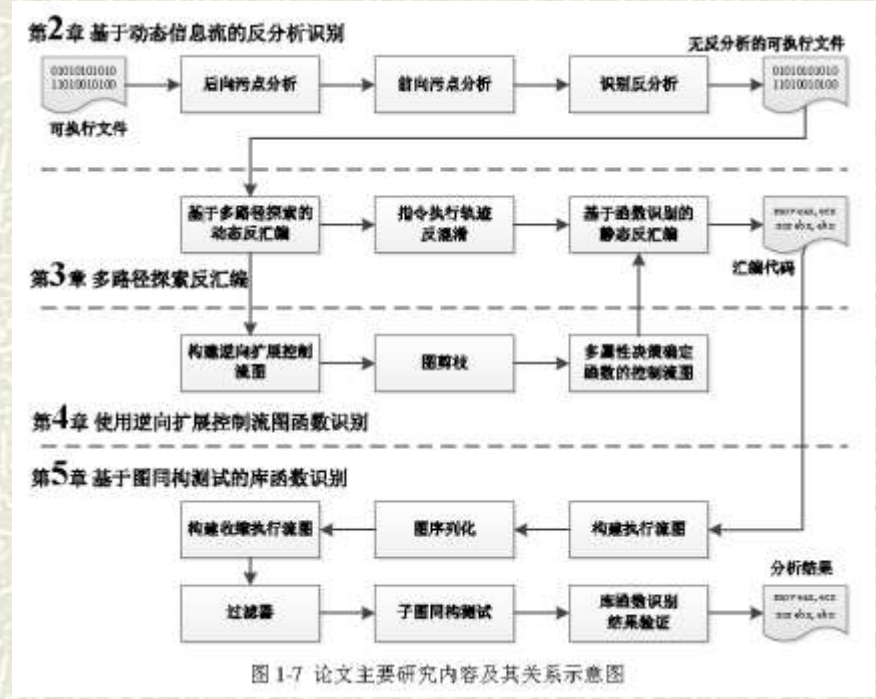 第2章 基于动态信息流的反分析识别
无反分析的可执行文件
01010101010
11010010100
后向污点分析
前向污点分析
识别反分析
01010101010
11010010100
可执行文件
基于多路径探索的
动态反汇编
指令执行轨迹
反混淆
基于函数识别的
静态反汇编
汇编代码
第3章 多路径探索反汇编
构建逆向扩展控制
流图
图剪枝
多属性决策确定
函数的控制流图
第4章 使用逆向扩展控制流图函数识别
第5章 基于图同构测试的库函数识别
构建收缩执行流图
图序列化
构建执行流图
分析结果
过滤器
子图同构测试
库函数识别
结果验证
图 1-7 论文主要研究内容及其关系示意图